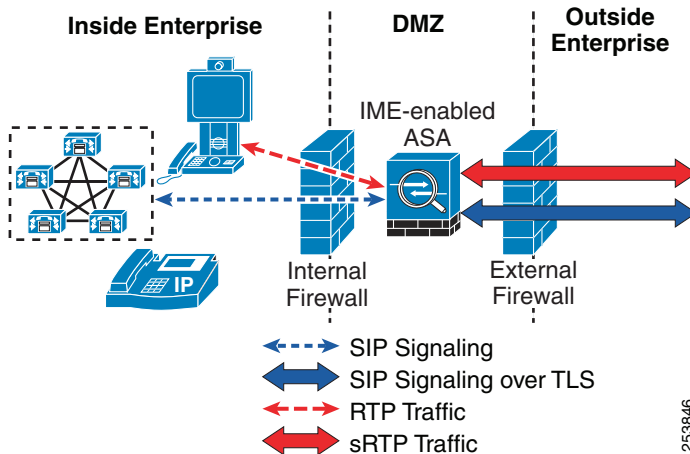 Inside Enterprise
DMZ
Outside
Enterprise
IME-enabled
ASA
IP
Internal
Firewall
External
Firewall
SIP Signaling
SIP Signaling over TLS
RTP Traffic
sRTP Traffic
253846